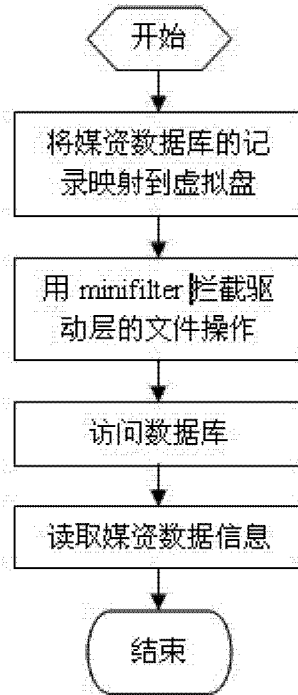 开始
将媒资数据库的记
录映射到虚拟盘
用 minifilter 拦截驱
动层的文件操作
访问数据库
读取媒资数据信息
结束